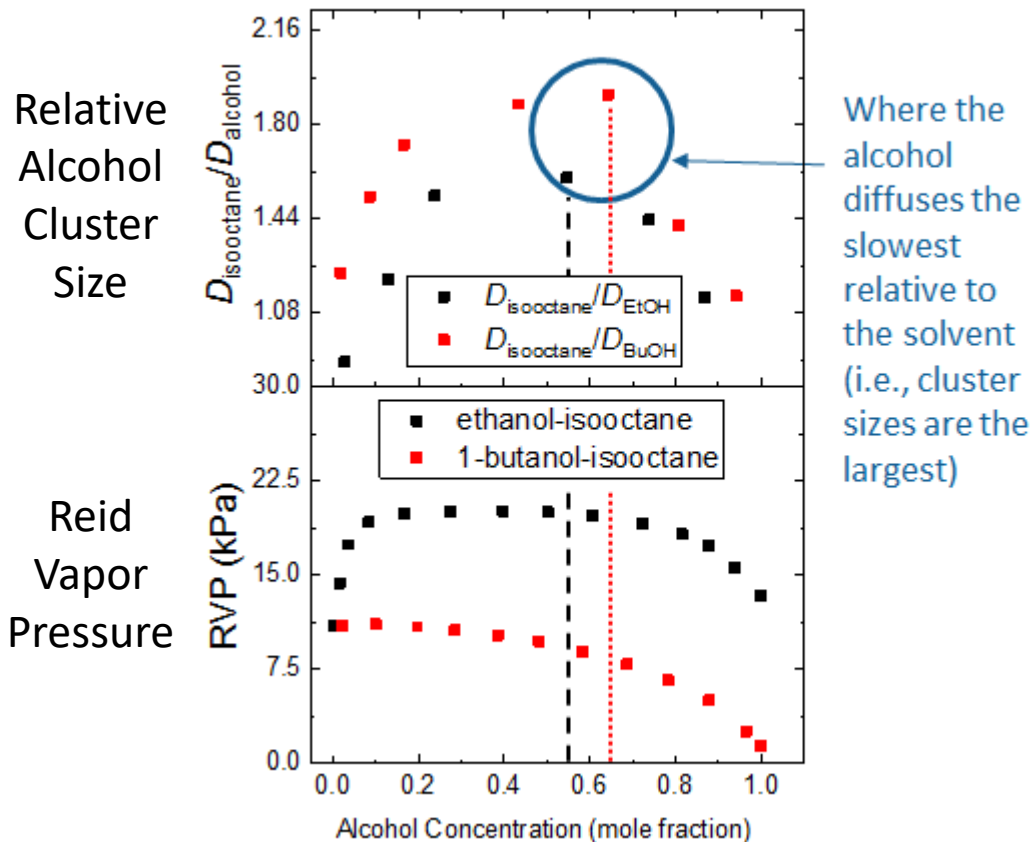 Relative
Alcohol
Cluster
Size
D_isooctane/D_alcohol
2.16
1.80
1.44
1.08
D_isooctane/D_EtOH
D_isooctane/D_BuOH
Where the
alcohol
diffuses the
slowest
relative to
the solvent
(i.e., cluster
sizes are the
largest)
Reid
Vapor
Pressure
RVP (kPa)
30.0
22.5
15.0
7.5
0.0
ethanol-isooctane
1-butanol-isooctane
0.0 0.2 0.4 0.6 0.8 1.0
Alcohol Concentration (mole fraction)